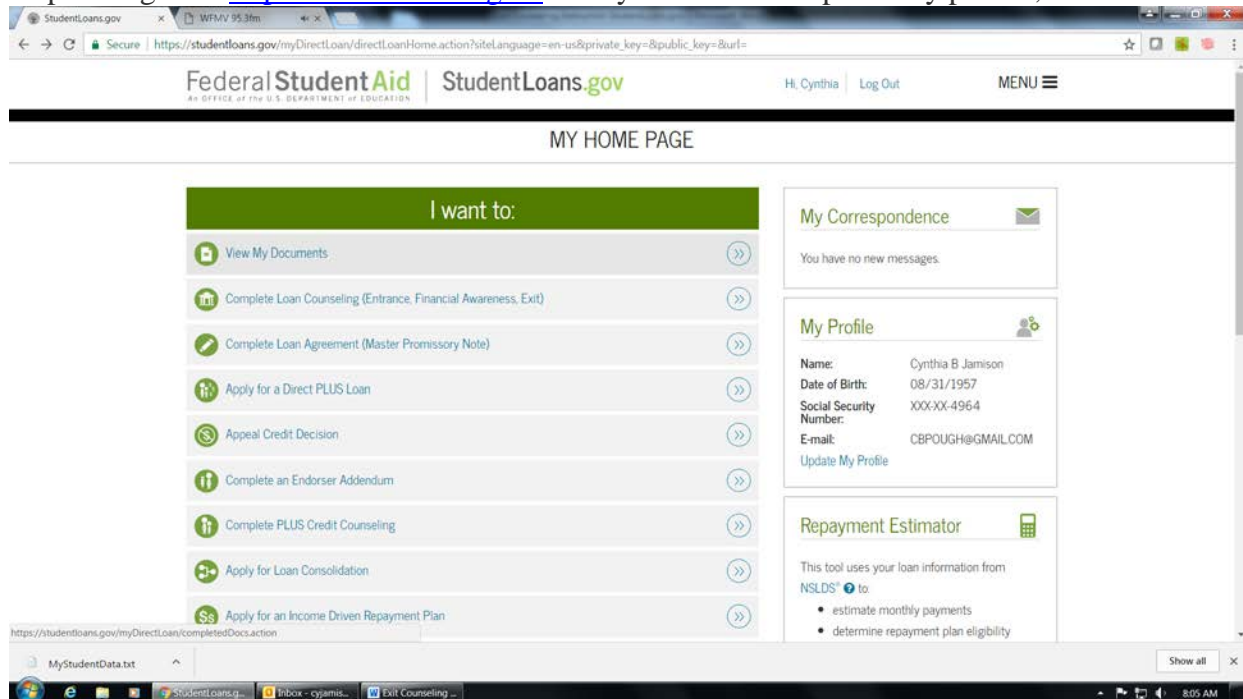 StudentLoans.gov
WFMV 95.3fm
Secure https://studentloans.gov/myDirectLoan/directLoanHome.action?siteLanguage=en-us&private_key=&public_key=&url=
Federal Student Aid StudentLoans.gov Hi, Cynthia Log Out MENU
An OFFICE of the U.S. DEPARTMENT of EDUCATION
MY HOME PAGE
I want to:
View My Documents
Complete Loan Counseling (Entrance, Financial Awareness, Exit)
Complete Loan Agreement (Master Promissory Note)
Apply for a Direct PLUS Loan
Appeal Credit Decision
Complete an Endorser Addendum
Complete PLUS Credit Counseling
Apply for Loan Consolidation
Apply for an Income Driven Repayment Plan
My Correspondence
You have no new messages.
My Profile
Name: Cynthia B Jamison
Date of Birth: 08/31/1957
Social Security Number: XXX-XX-4964
E-mail: CBPOUGH@GMAIL.COM
Update My Profile
Repayment Estimator
This tool uses your loan information from
NSLDS® to:
• estimate monthly payments
• determine repayment plan eligibility
https://studentloans.gov/myDirectLoan/completedDocs.action
MyStudentData.txt
Show all
StudentLoans.g... Inbox - cyjamis... Exit Counseling ...
8:05 AM